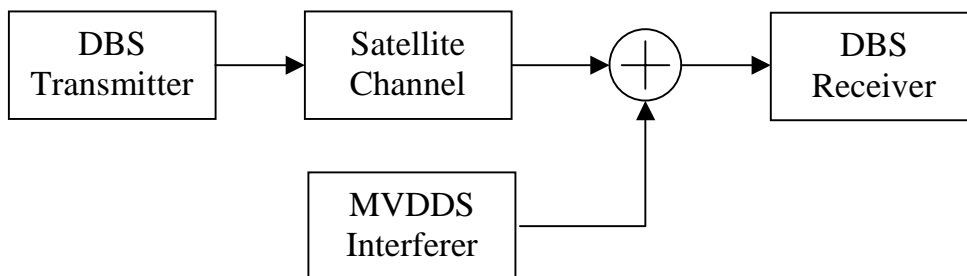 DBS
Transmitter
Satellite
Channel
DBS
Receiver
MVDDS
Interferer